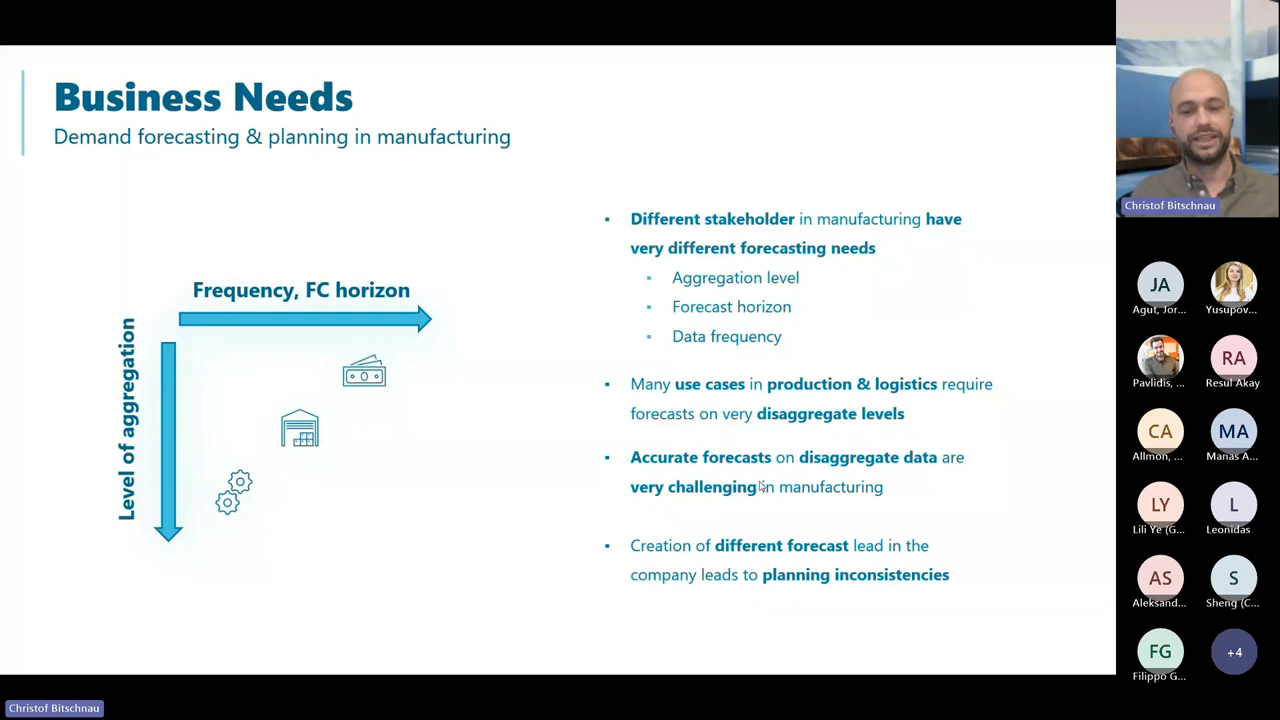 Business Needs
Demand forecasting & planning in manufacturing
Frequency, FC horizon
Level of aggregation
▪ Different stakeholder in manufacturing have
very different forecasting needs
▪ Aggregation level
▪ Forecast horizon
▪ Data frequency
▪ Many use cases in production & logistics require
forecasts on very disaggregate levels
▪ Accurate forecasts on disaggregate data are
very challenging in manufacturing
▪ Creation of different forecast lead in the
company leads to planning inconsistencies
Christof Bitschnau
JA
Agut, Jor...
Yusupov...
Pavlidis, ...
RA
Resul Akay
CA
Allmon, ...
MA
Manas A...
LY
Lili Ye (G...
L
Leonidas
AS
Aleksand...
S
Sheng (C...
FG
Filippo G...
+4
Christof Bitschnau